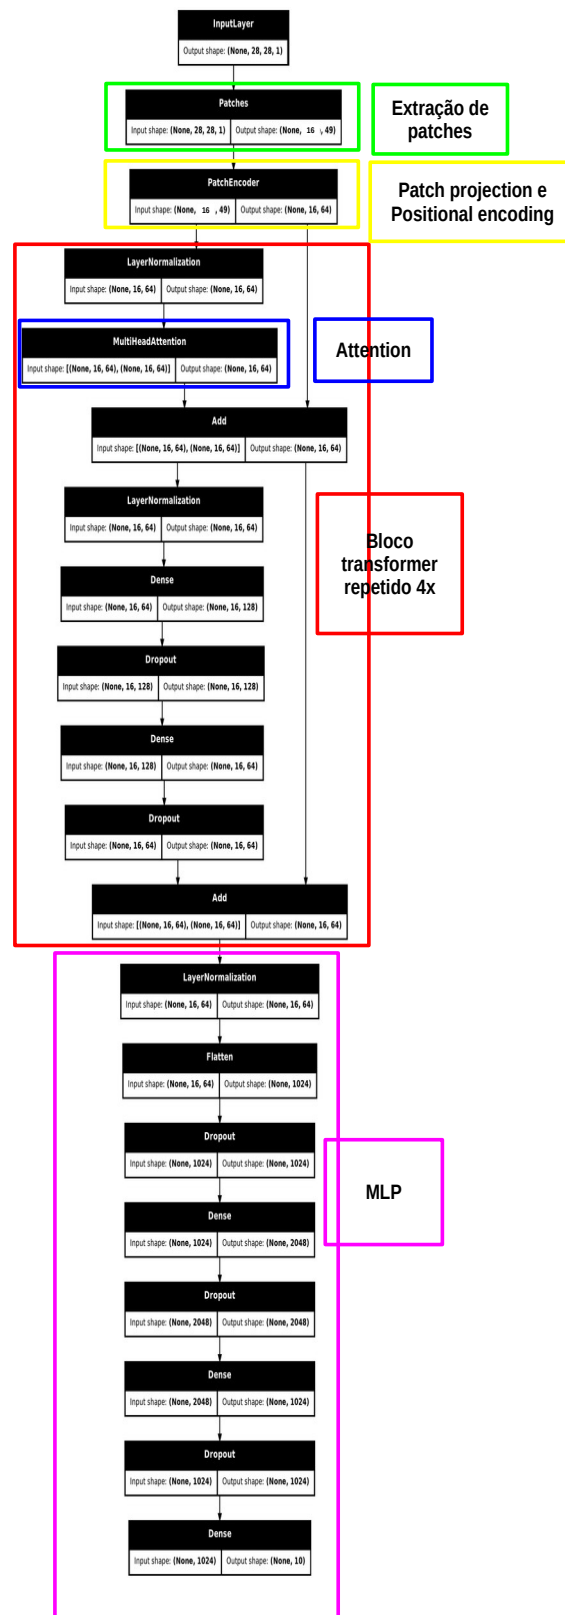 InputLayer
Output shape: (None, 28, 28, 1)
Patches
Input shape: (None, 28, 28, 1) Output shape: (None, 16 , 49)
Extração de
patches
PatchEncoder
Input shape: (None, 16 , 49) Output shape: (None, 16, 64)
Patch projection e
Positional encoding
LayerNormalization
Input shape: (None, 16, 64) Output shape: (None, 16, 64)
MultiHeadAttention
Input shape: [(None, 16, 64), (None, 16, 64)] Output shape: (None, 16, 64)
Attention
Add
Input shape: [(None, 16, 64), (None, 16, 64)] Output shape: (None, 16, 64)
LayerNormalization
Input shape: (None, 16, 64) Output shape: (None, 16, 64)
Bloco
transformer
repetido 4x
Dense
Input shape: (None, 16, 64) Output shape: (None, 16, 128)
Dropout
Input shape: (None, 16, 128) Output shape: (None, 16, 128)
Dense
Input shape: (None, 16, 128) Output shape: (None, 16, 64)
Dropout
Input shape: (None, 16, 64) Output shape: (None, 16, 64)
Add
Input shape: [(None, 16, 64), (None, 16, 64)] Output shape: (None, 16, 64)
LayerNormalization
Input shape: (None, 16, 64) Output shape: (None, 16, 64)
Flatten
Input shape: (None, 16, 64) Output shape: (None, 1024)
Dropout
Input shape: (None, 1024) Output shape: (None, 1024)
MLP
Dense
Input shape: (None, 1024) Output shape: (None, 2048)
Dropout
Input shape: (None, 2048) Output shape: (None, 2048)
Dense
Input shape: (None, 2048) Output shape: (None, 1024)
Dropout
Input shape: (None, 1024) Output shape: (None, 1024)
Dense
Input shape: (None, 1024) Output shape: (None, 10)